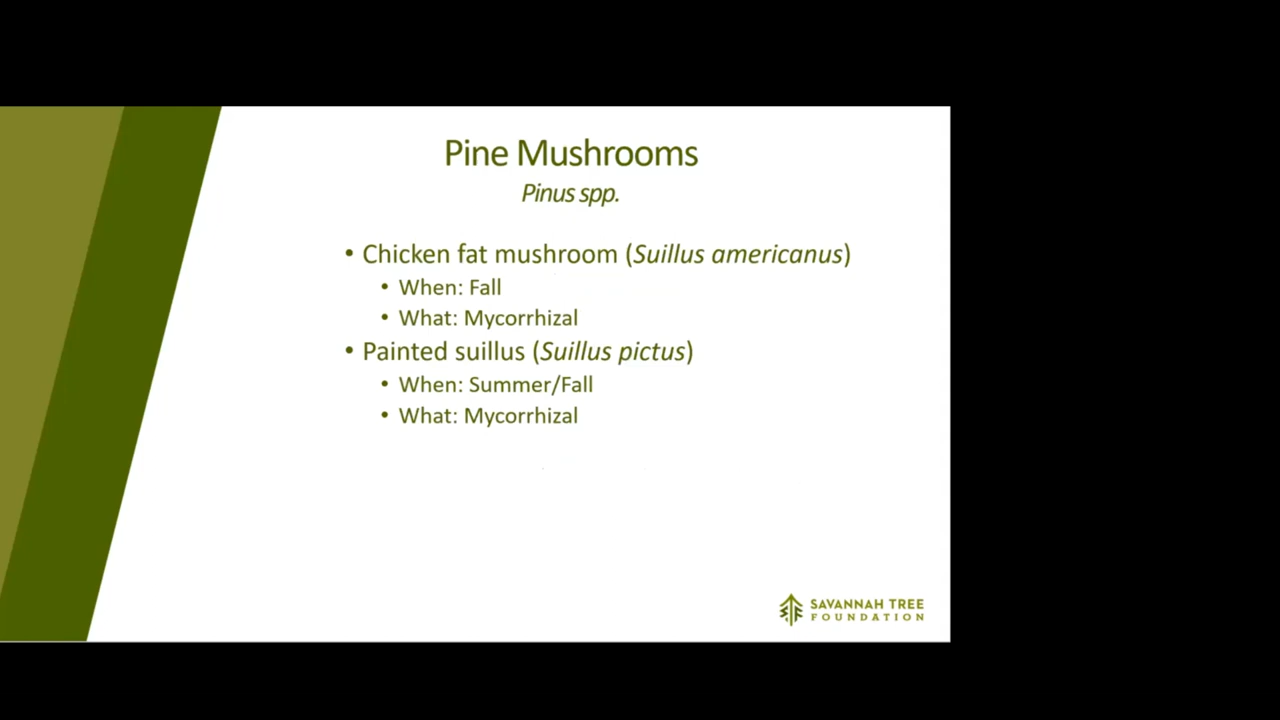 Pine Mushrooms
Pinus spp.
• Chicken fat mushroom (Suillus americanus)
• When: Fall
• What: Mycorrhizal
• Painted suillus (Suillus pictus)
• When: Summer/Fall
• What: Mycorrhizal
SAVANNAH TREE
FOUNDATION